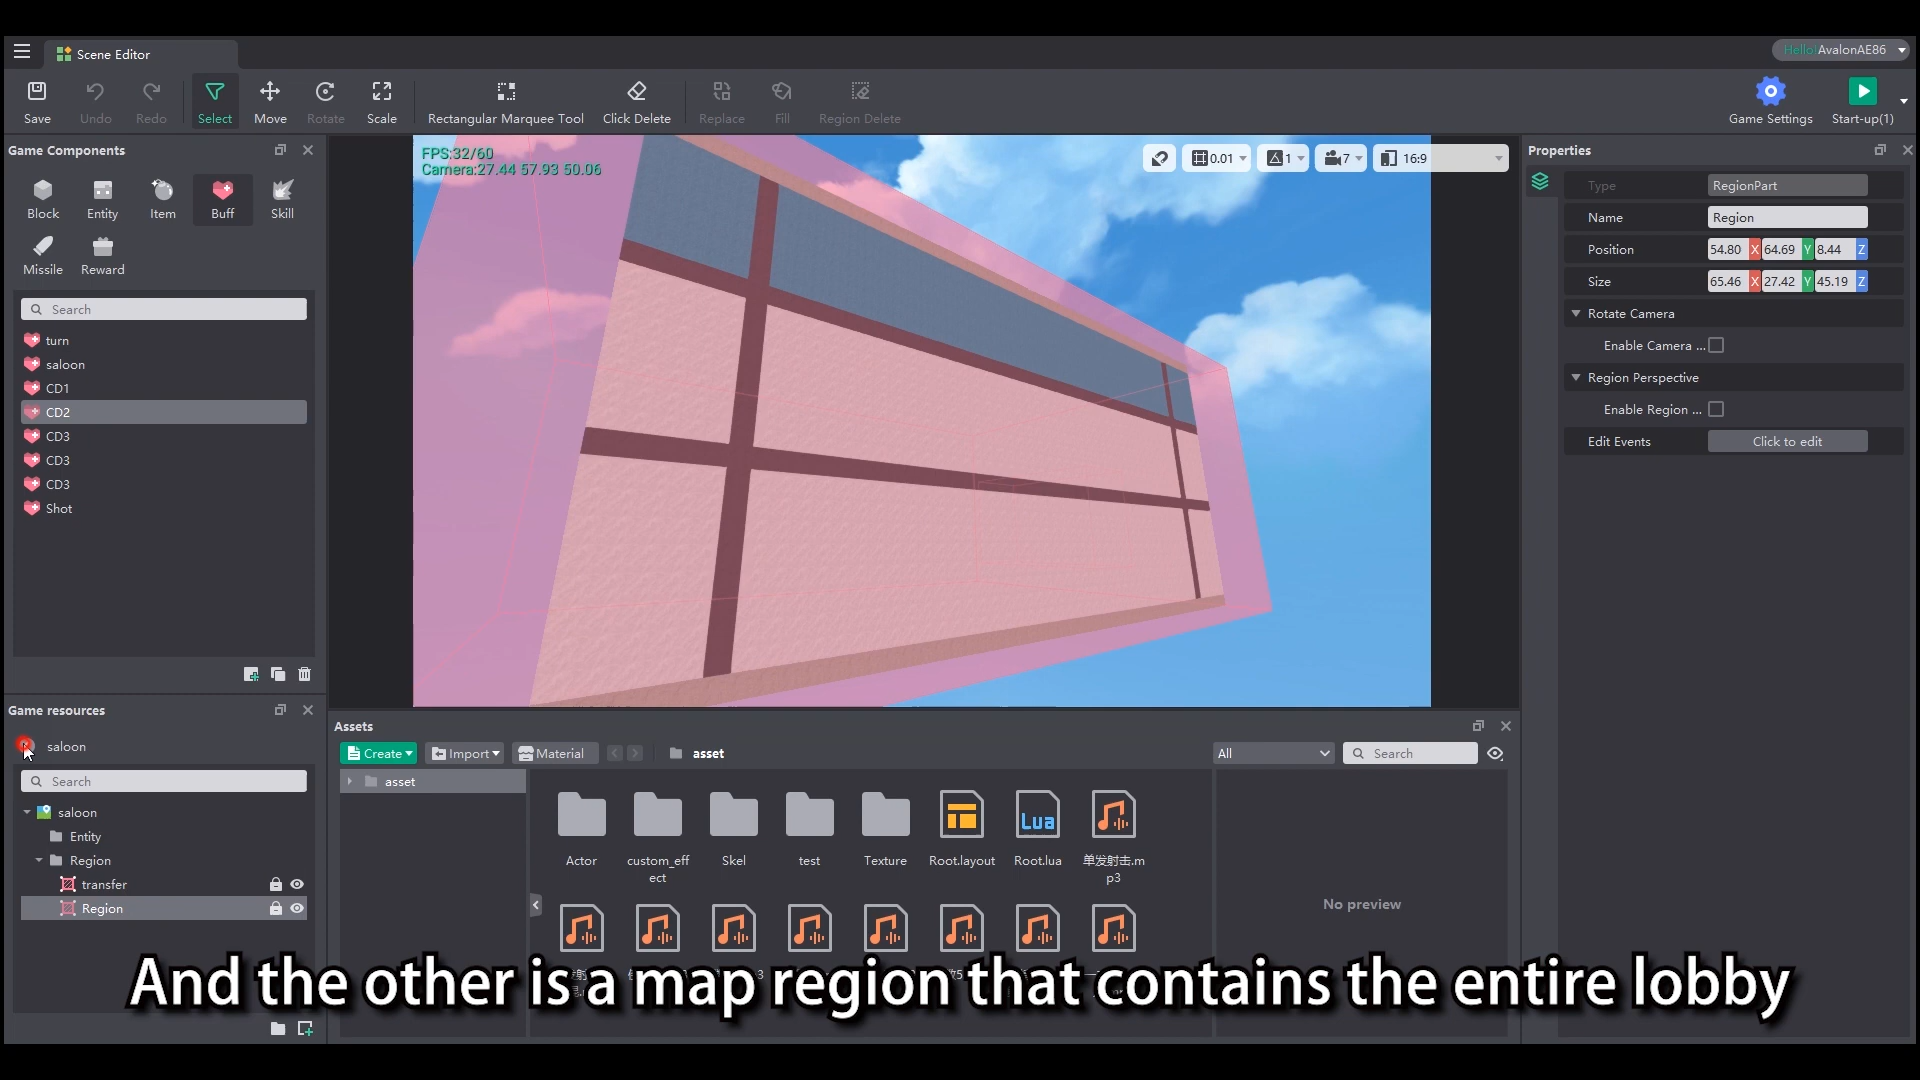 Scene Editor
Hello!AvalonAE86
Save
Undo
Redo
Select
Move
Rotate
Scale
Rectangular Marquee Tool
Click Delete
Replace
Fill
Region Delete
Game Settings
Start-up(1)
Game Components
Block
Entity
Item
Buff
Skill
Missile
Reward
Search
turn
saloon
CD1
CD2
CD3
CD3
CD3
Shot
FPS:32/60
Camera:27.44 57.93 50.06
0.01
1
7
16:9
Properties
Type
RegionPart
Name
Region
Position
54.80 X 64.69 Y 8.44 Z
Size
65.46 X 27.42 Y 45.19 Z
Rotate Camera
Enable Camera ...
Region Perspective
Enable Region ...
Edit Events
Click to edit
Game resources
saloon
Search
saloon
Entity
Region
transfer
Region
Assets
Create
Import
Material
asset
All
Search
asset
Actor
custom_eff
ect
Skel
test
Texture
Root.layout
Lua
Root.lua
单发射击.m
p3
No preview
And the other is a map region that contains the entire lobby